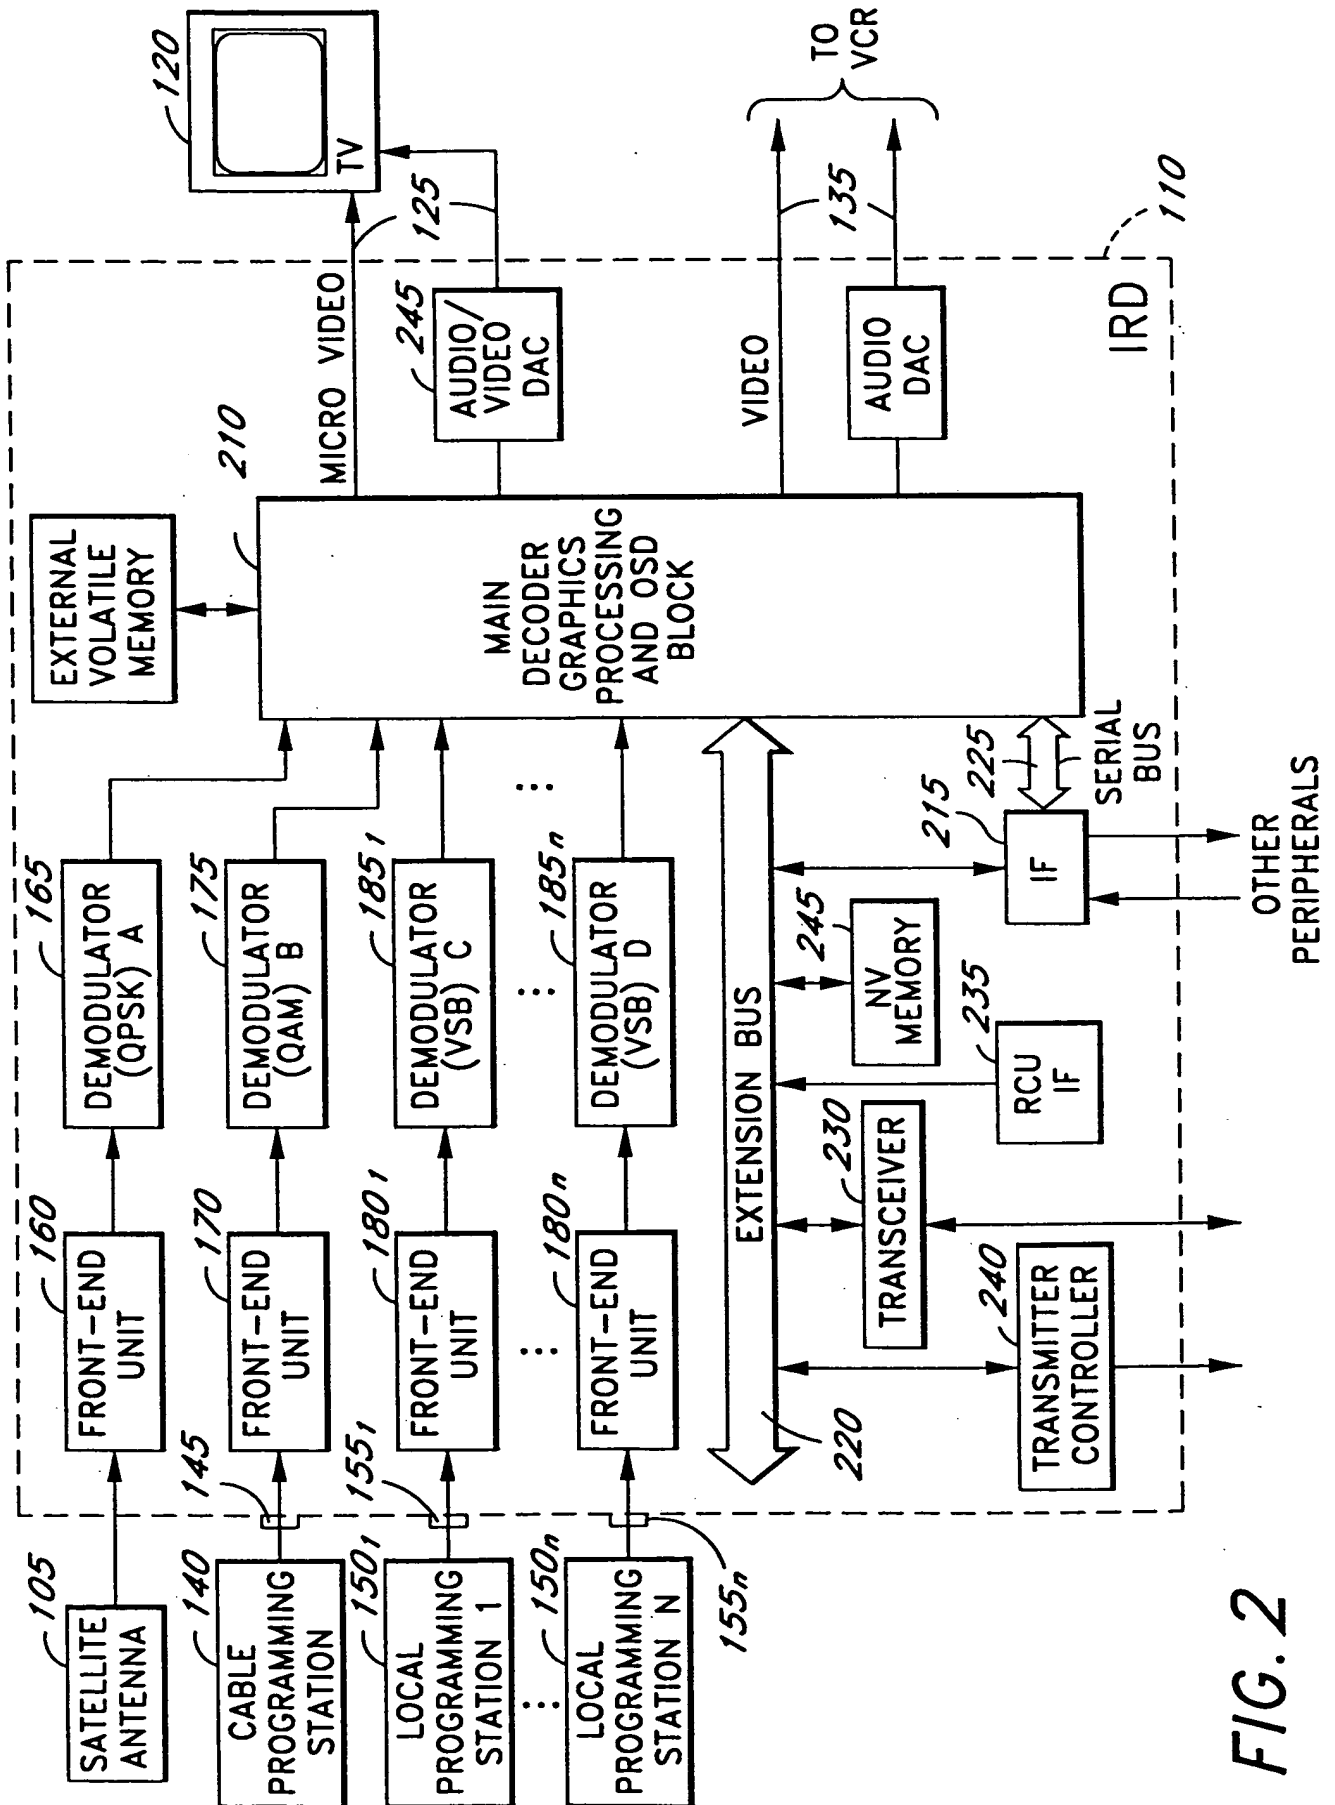 105
SATELLITE
ANTENNA
140
CABLE
PROGRAMMING
STATION
145
150₁
LOCAL
PROGRAMMING
STATION 1
155₁
150ₙ
LOCAL
PROGRAMMING
STATION N
155ₙ
160
FRONT-END
UNIT
170
FRONT-END
UNIT
180₁
FRONT-END
UNIT
180ₙ
FRONT-END
UNIT
165
DEMODULATOR
(QPSK) A
175
DEMODULATOR
(QAM) B
185₁
DEMODULATOR
(VSB) C
185ₙ
DEMODULATOR
(VSB) D
EXTERNAL
VOLATILE
MEMORY
210
MAIN
DECODER
GRAPHICS
PROCESSING
AND OSD
BLOCK
MICRO VIDEO
245
AUDIO/
VIDEO
DAC
125
120
TV
VIDEO
AUDIO
DAC
135
TO
VCR
EXTENSION BUS
220
240
TRANSMITTER
CONTROLLER
230
TRANSCEIVER
235
RCU
IF
245
NV
MEMORY
215
IF
225
SERIAL
BUS
OTHER
PERIPHERALS
IRD
110
FIG. 2